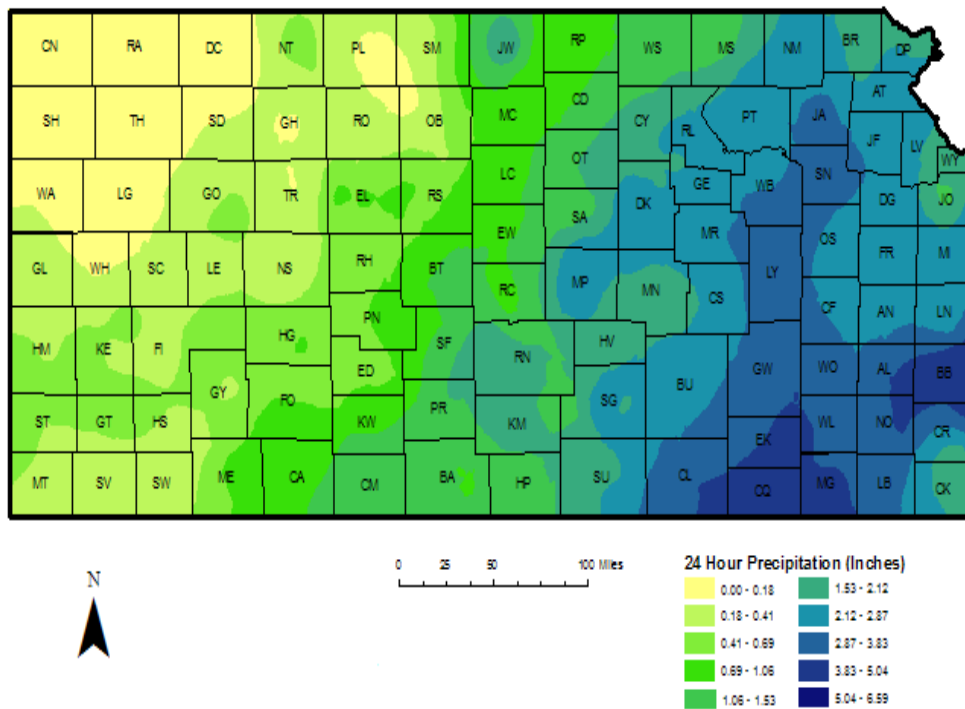 CN RA DC NT PL SM JW RP WS MS NM BR DP
SH TH SD GH RO OB MC CD CY RL PT JA AT
OT JF LV WY
WA LG GO TR EL RS LC SA DK GE WB SN DG JO
GL WH SC LE NS RH BT EW MP MR LY OS FR MI
RC MN CS
HM KE FI HG PN SF RN HV CF AN LN
ED BU GW WO AL BB
ST GT HS GY FO KW PR KM SG EK WL NO CR
MT SV SW ME CA CM BA HP SU CL CQ MG LB CK
N
0 25 50 100 Miles
24 Hour Precipitation (Inches)
0.00 - 0.18
0.18 - 0.41
0.41 - 0.69
0.69 - 1.06
1.06 - 1.53
1.53 - 2.12
2.12 - 2.87
2.87 - 3.83
3.83 - 5.04
5.04 - 6.59